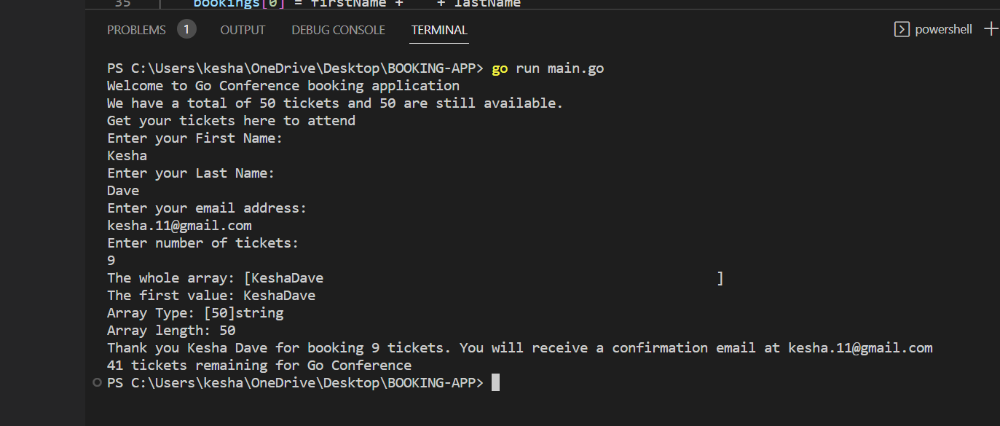 35 bookings[0] = firstName + + lastName
PROBLEMS 1 OUTPUT DEBUG CONSOLE TERMINAL powershell
PS C:\Users\kesha\OneDrive\Desktop\BOOKING-APP> go run main.go
Welcome to Go Conference booking application
We have a total of 50 tickets and 50 are still available.
Get your tickets here to attend
Enter your First Name:
Kesha
Enter your Last Name:
Dave
Enter your email address:
kesha.11@gmail.com
Enter number of tickets:
9
The whole array: [KeshaDave                                                 ]
The first value: KeshaDave
Array Type: [50]string
Array length: 50
Thank you Kesha Dave for booking 9 tickets. You will receive a confirmation email at kesha.11@gmail.com
41 tickets remaining for Go Conference
PS C:\Users\kesha\OneDrive\Desktop\BOOKING-APP>